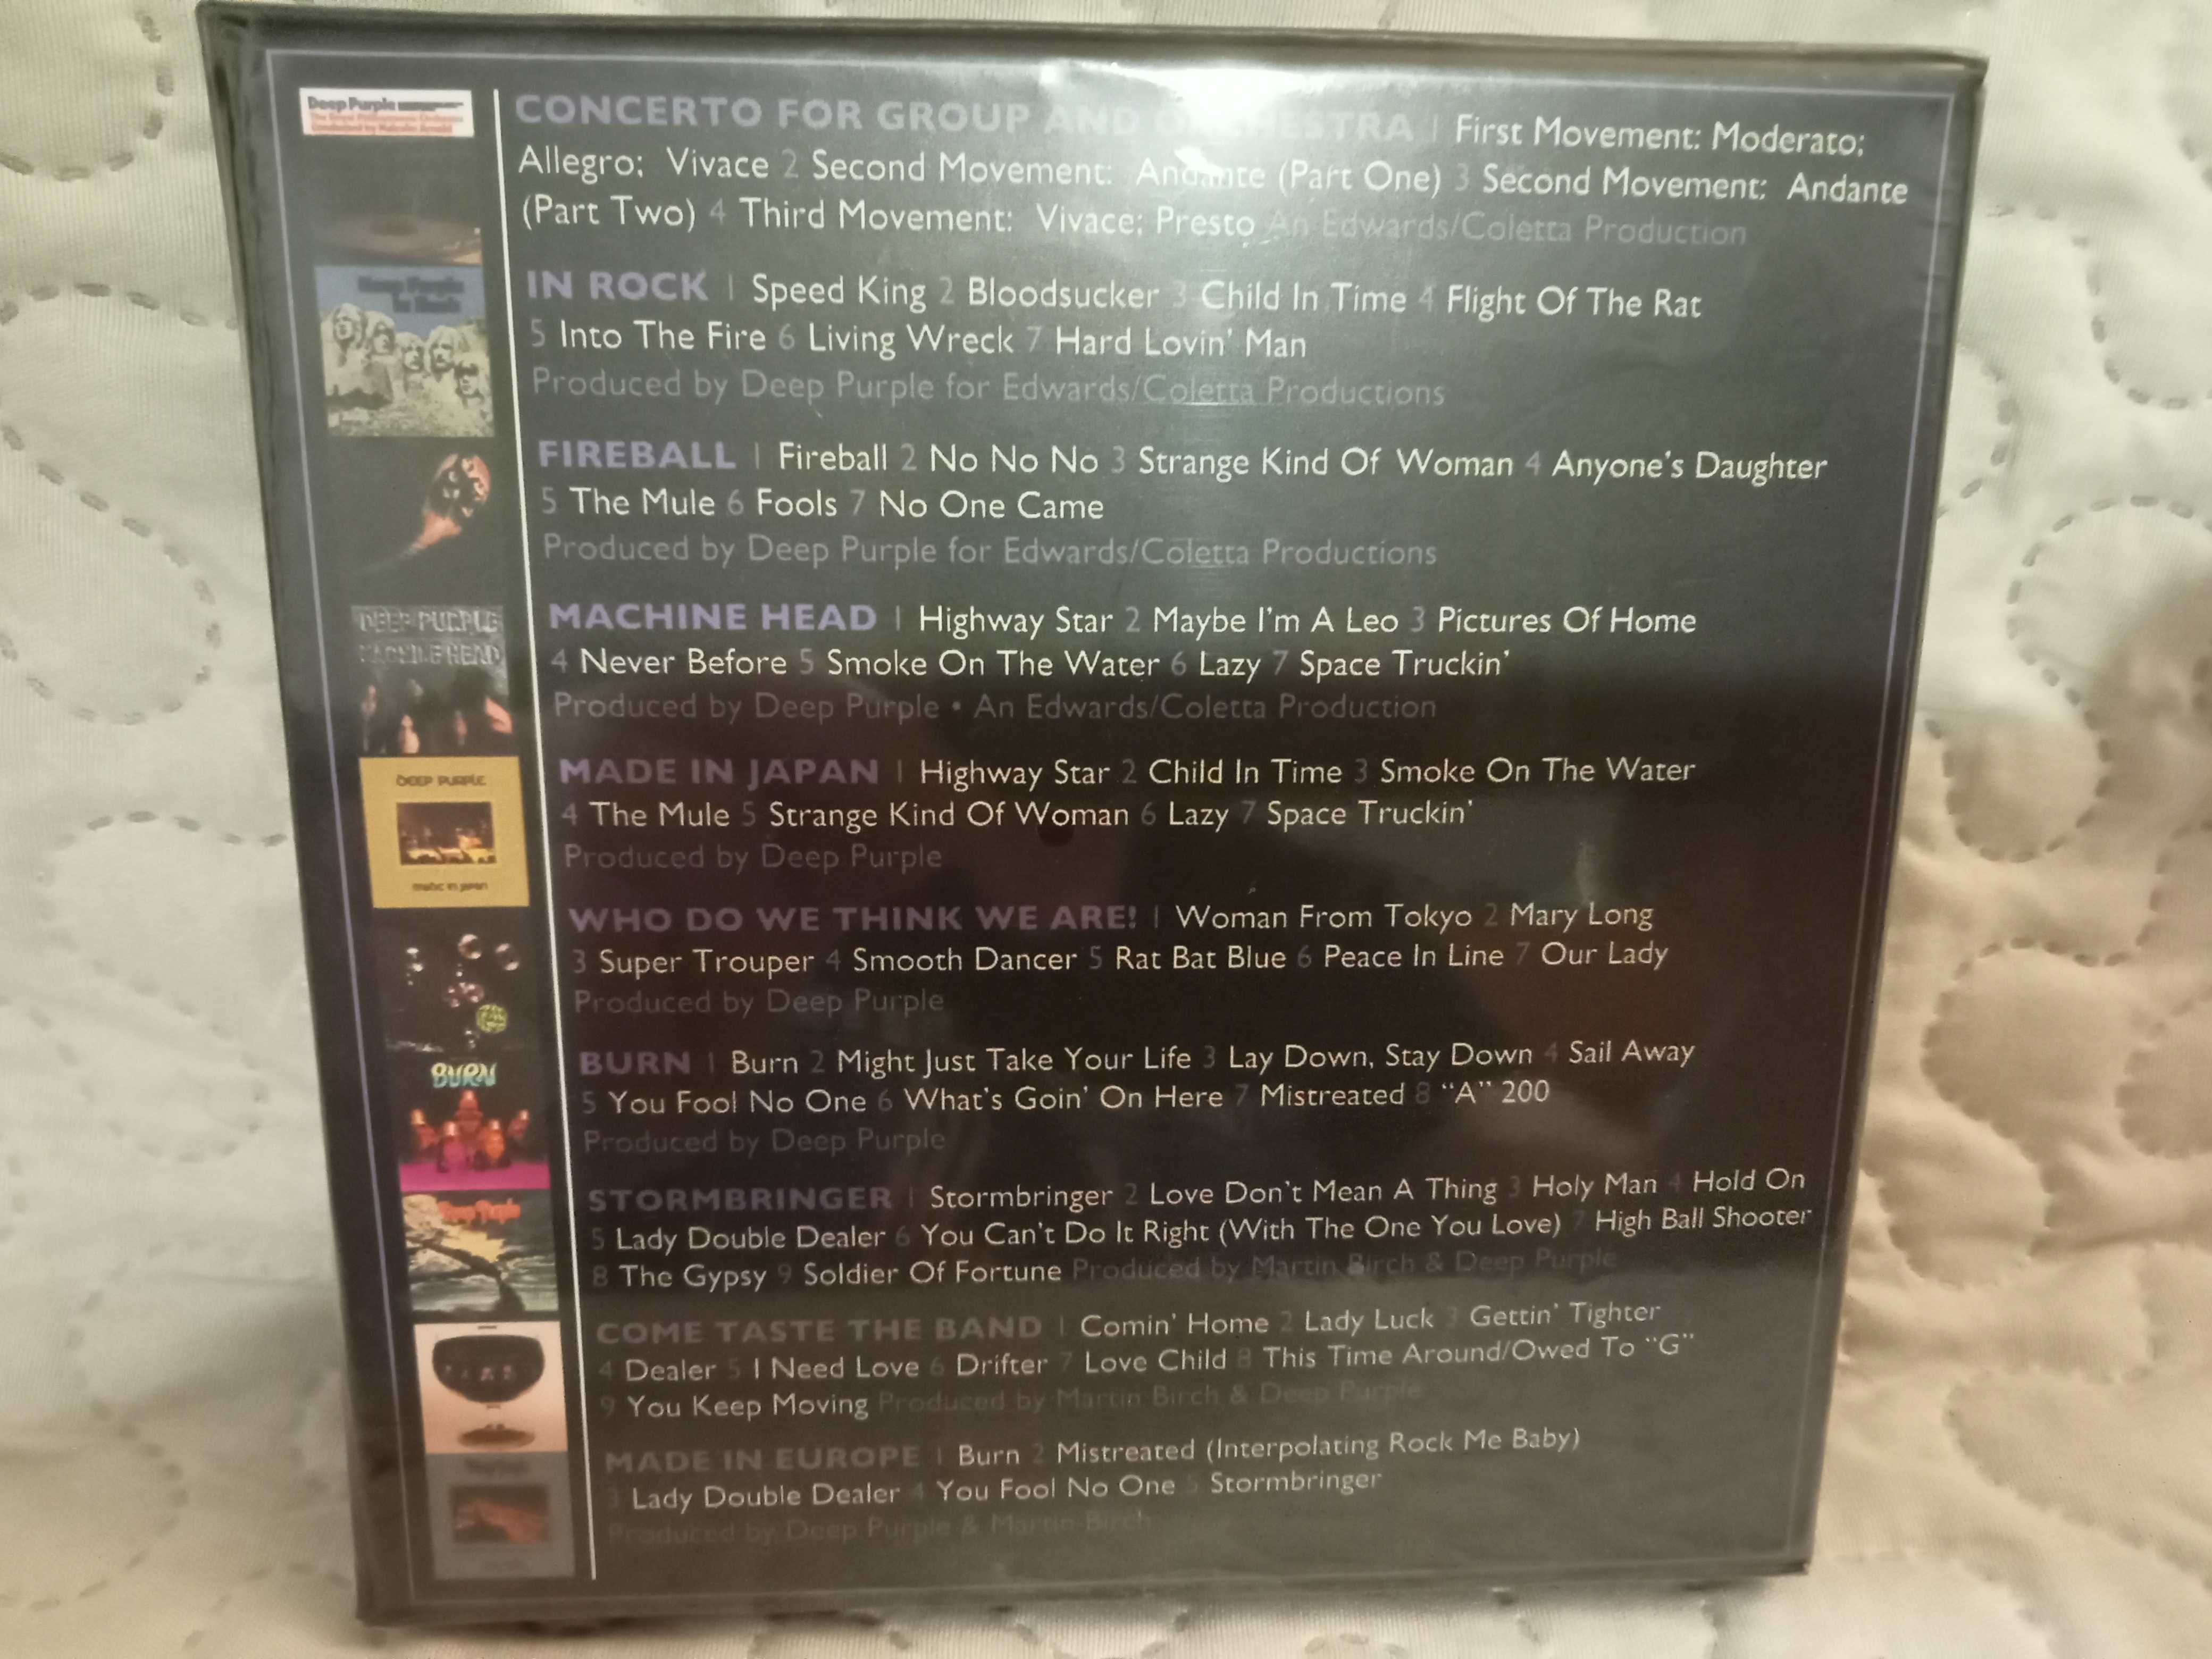 Deep Purple
CONCERTO FOR GROUP AND ORCHESTRA 1 First Movement: Moderato;
Allegro; Vivace 2 Second Movement: Andante (Part One) 3 Second Movement: Andante
(Part Two) 4 Third Movement: Vivace; Presto An Edwards/Coletta Production
IN ROCK 1 Speed King 2 Bloodsucker 3 Child In Time 4 Flight Of The Rat
5 Into The Fire 6 Living Wreck 7 Hard Lovin' Man
Produced by Deep Purple for Edwards/Coletta Productions
FIREBALL 1 Fireball 2 No No No 3 Strange Kind Of Woman 4 Anyone's Daughter
5 The Mule 6 Fools 7 No One Came
Produced by Deep Purple for Edwards/Coletta Productions
DEEP PURPLE
MACHINE HEAD
MACHINE HEAD 1 Highway Star 2 Maybe I'm A Leo 3 Pictures Of Home
4 Never Before 5 Smoke On The Water 6 Lazy 7 Space Truckin'
Produced by Deep Purple • An Edwards/Coletta Production
DEEP PURPLE
made in japan
MADE IN JAPAN 1 Highway Star 2 Child In Time 3 Smoke On The Water
4 The Mule 5 Strange Kind Of Woman 6 Lazy 7 Space Truckin'
Produced by Deep Purple
WHO DO WE THINK WE ARE! 1 Woman From Tokyo 2 Mary Long
3 Super Trouper 4 Smooth Dancer 5 Rat Bat Blue 6 Peace In Line 7 Our Lady
Produced by Deep Purple
BURN
BURN 1 Burn 2 Might Just Take Your Life 3 Lay Down, Stay Down 4 Sail Away
5 You Fool No One 6 What's Goin' On Here 7 Mistreated 8 “A” 200
Produced by Deep Purple
Deep Purple
STORMBRINGER 1 Stormbringer 2 Love Don't Mean A Thing 3 Holy Man 4 Hold On
5 Lady Double Dealer 6 You Can't Do It Right (With The One You Love) 7 High Ball Shooter
8 The Gypsy 9 Soldier Of Fortune Produced by Martin Birch & Deep Purple
COME TASTE THE BAND 1 Comin' Home 2 Lady Luck 3 Gettin' Tighter
4 Dealer 5 I Need Love 6 Drifter 7 Love Child 8 This Time Around/Owed To “G”
9 You Keep Moving Produced by Martin Birch & Deep Purple
MADE IN EUROPE 1 Burn 2 Mistreated (Interpolating Rock Me Baby)
3 Lady Double Dealer 4 You Fool No One 5 Stormbringer
Produced by Deep Purple & Martin Birch